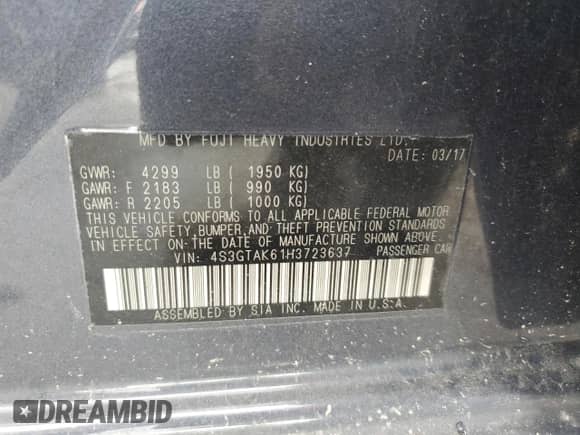 MFD BY FUJI HEAVY INDUSTRIES LTD.
DATE: 03/17
GVWR: 4299 LB ( 1950 KG)
GAWR: F 2183 LB ( 990 KG)
GAWR: R 2205 LB ( 1000 KG)
THIS VEHICLE CONFORMS TO ALL APPLICABLE FEDERAL MOTOR
VEHICLE SAFETY, BUMPER, AND THEFT PREVENTION STANDARDS
IN EFFECT ON THE DATE OF MANUFACTURE SHOWN ABOVE.
VIN: 4S3GTAK61H3723637 PASSENGER CAR
ASSEMBLED BY SIA INC. MADE IN U.S.A.
DREAMBID